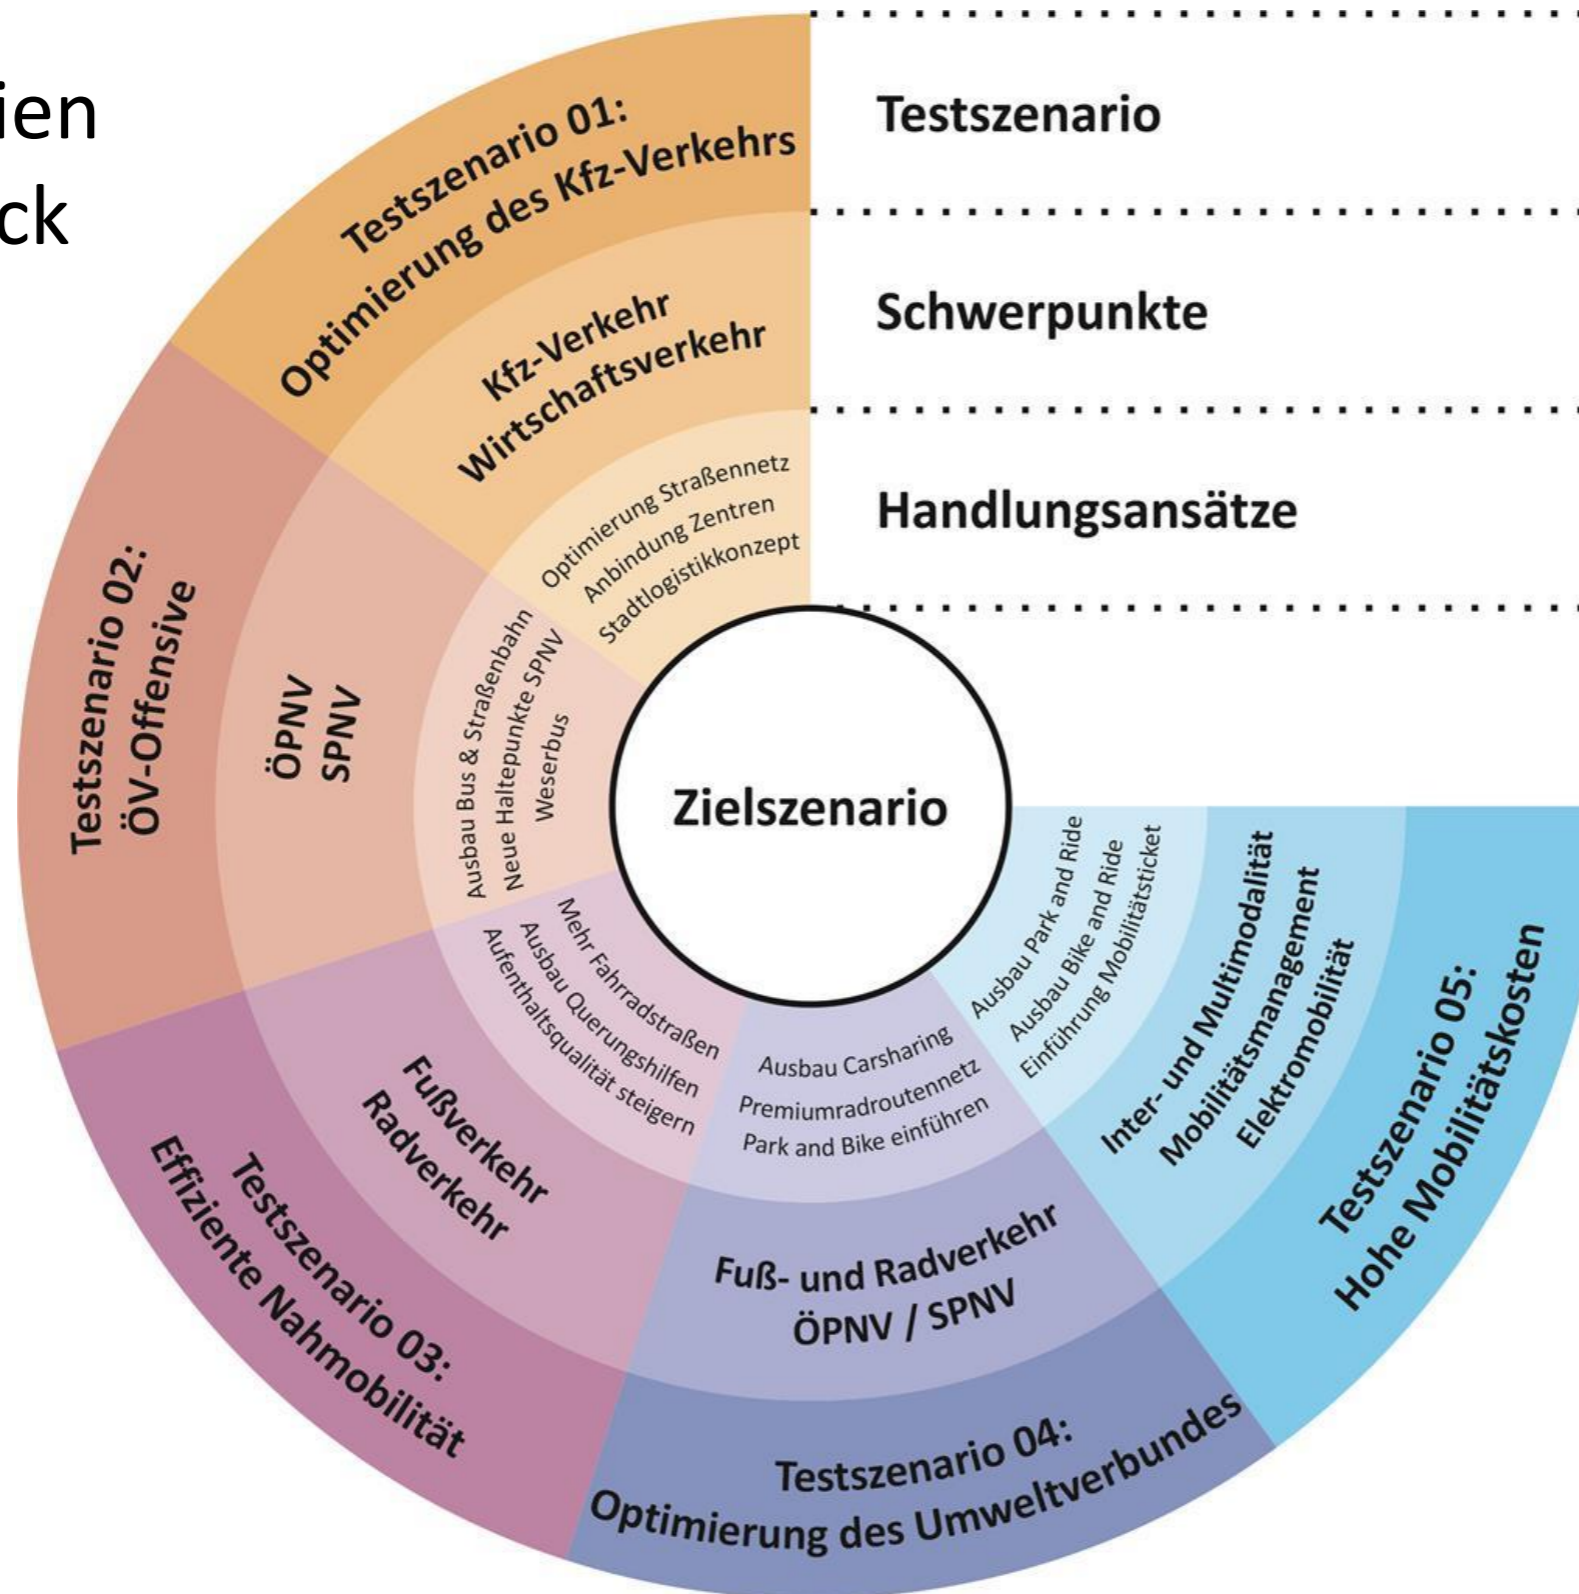 ien
ck
Testszenario
Schwerpunkte
Handlungsansätze
Testszenario 01:
Optimierung des Kfz-Verkehrs
Kfz-Verkehr
Wirtschaftsverkehr
Optimierung Straßennetz
Anbindung Zentren
Stadtlogistikkonzept
Testszenario 02:
ÖV-Offensive
ÖPNV
SPNV
Ausbau Bus & Straßenbahn
Neue Haltepunkte SPNV
Weserbus
Zielszenario
Testszenario 03:
Effiziente Nahmobilität
Fußverkehr
Radverkehr
Mehr Fahrradstraßen
Ausbau Querungshilfen
Aufenthaltsqualität steigern
Testszenario 04:
Optimierung des Umweltverbundes
Fuß- und Radverkehr
ÖPNV / SPNV
Ausbau Carsharing
Premiumradroutennetz
Park and Bike einführen
Testszenario 05:
Hohe Mobilitätskosten
Inter- und Multimodalität
Mobilitätsmanagement
Elektromobilität
Ausbau Park and Ride
Ausbau Bike and Ride
Einführung Mobilitätsticket